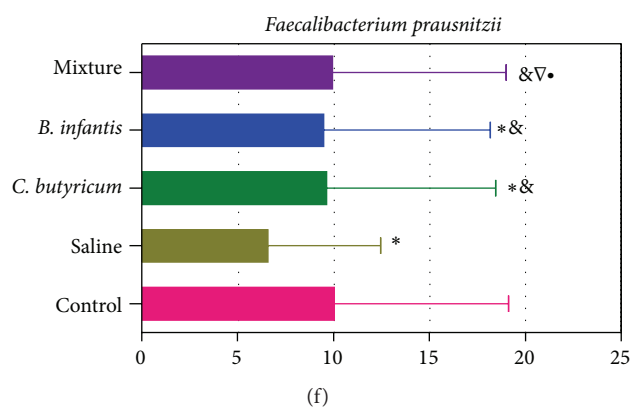 Faecalibacterium prausnitzii
Mixture &∇•
B. infantis *&
C. butyricum *&
Saline *
Control
0 5 10 15 20 25
(f)